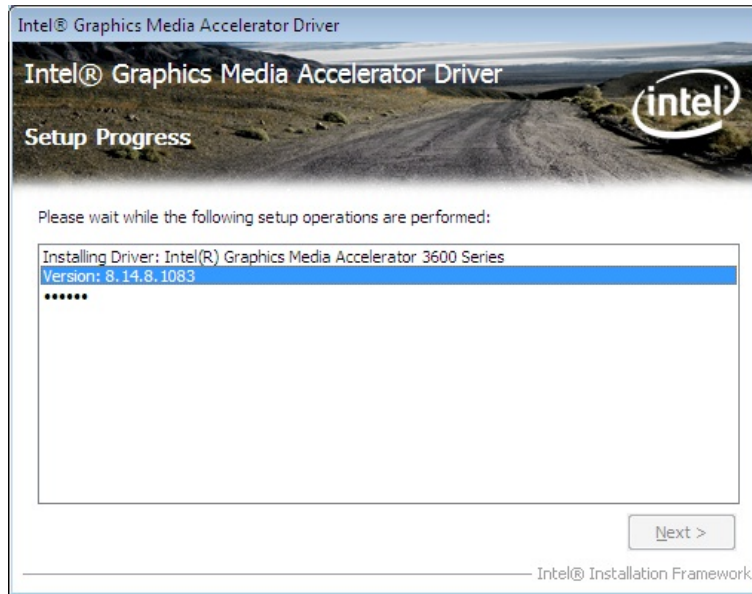 Intel® Graphics Media Accelerator Driver
Intel® Graphics Media Accelerator Driver
intel
Setup Progress
Please wait while the following setup operations are performed:
Installing Driver: Intel(R) Graphics Media Accelerator 3600 Series
Version: 8.14.8.1083
••••••
Next >
Intel® Installation Framework